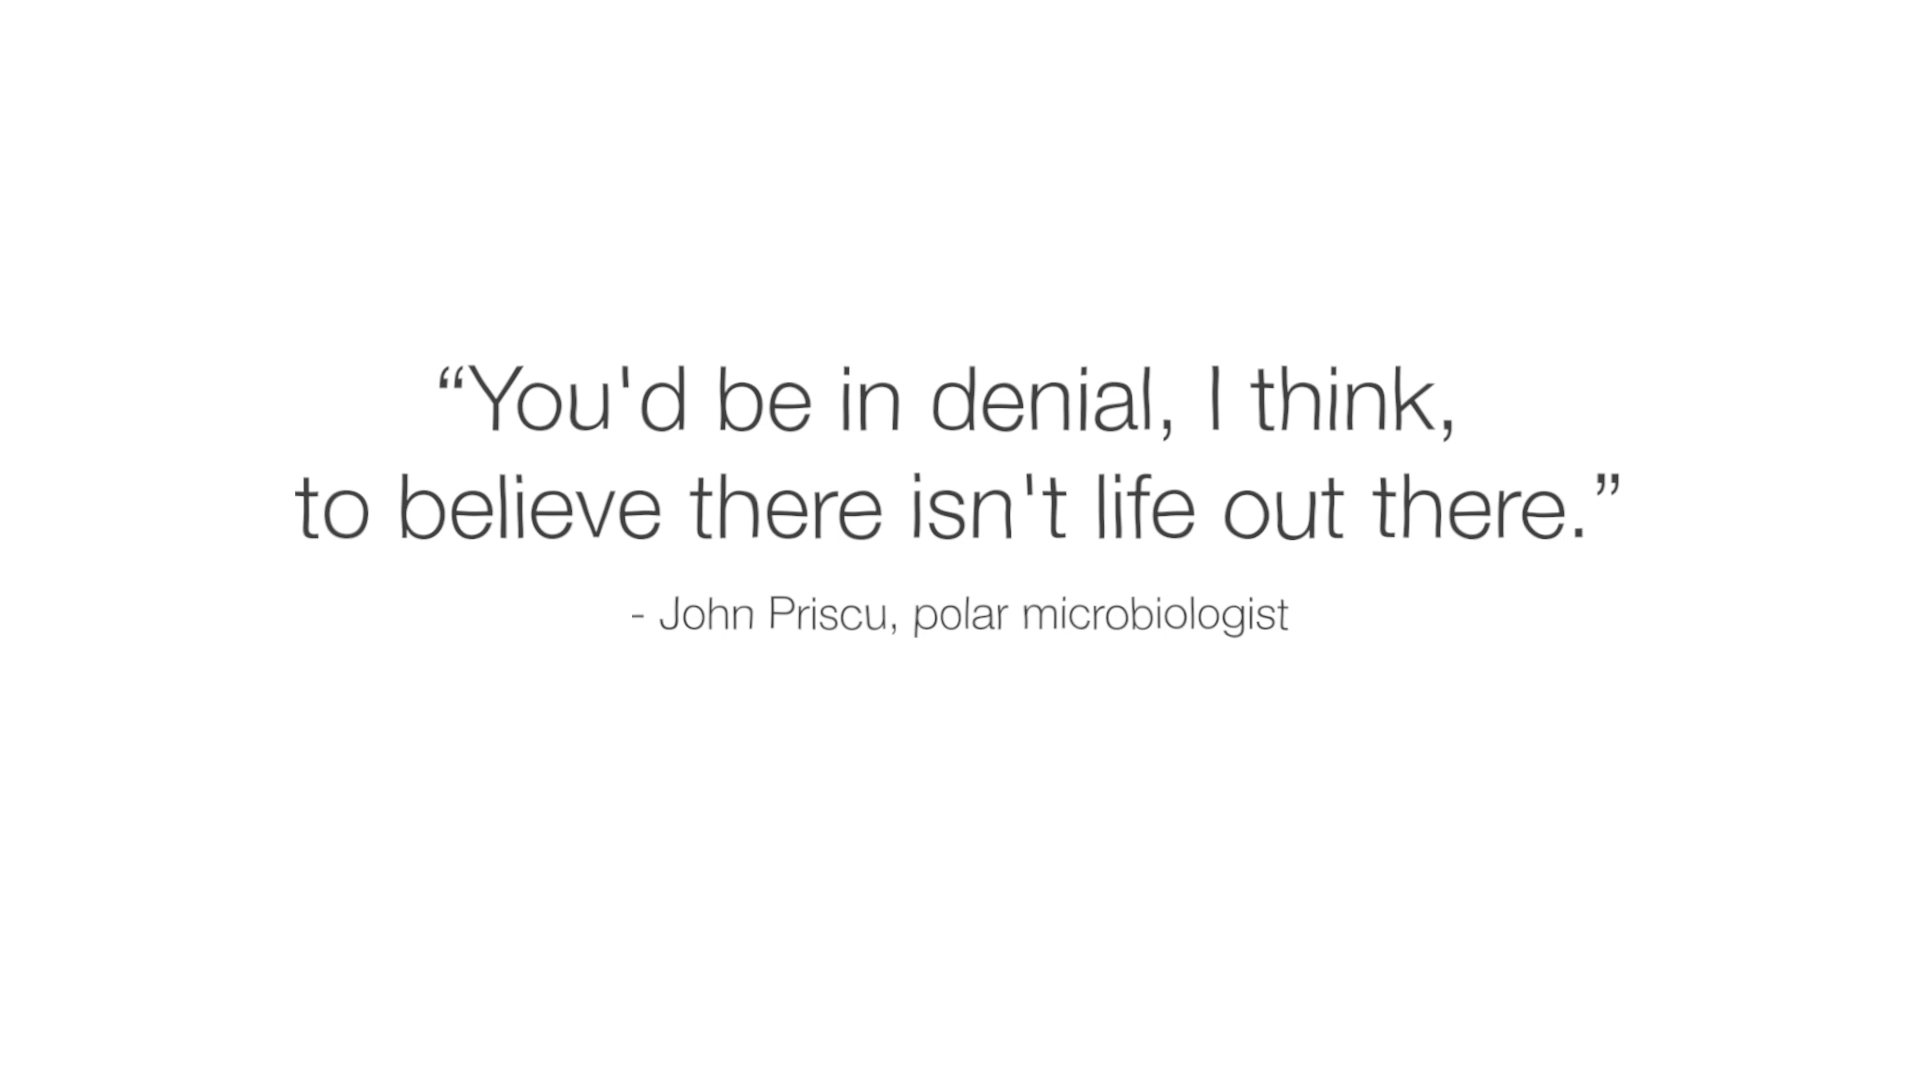 “You'd be in denial, I think,
to believe there isn't life out there.”
- John Priscu, polar microbiologist